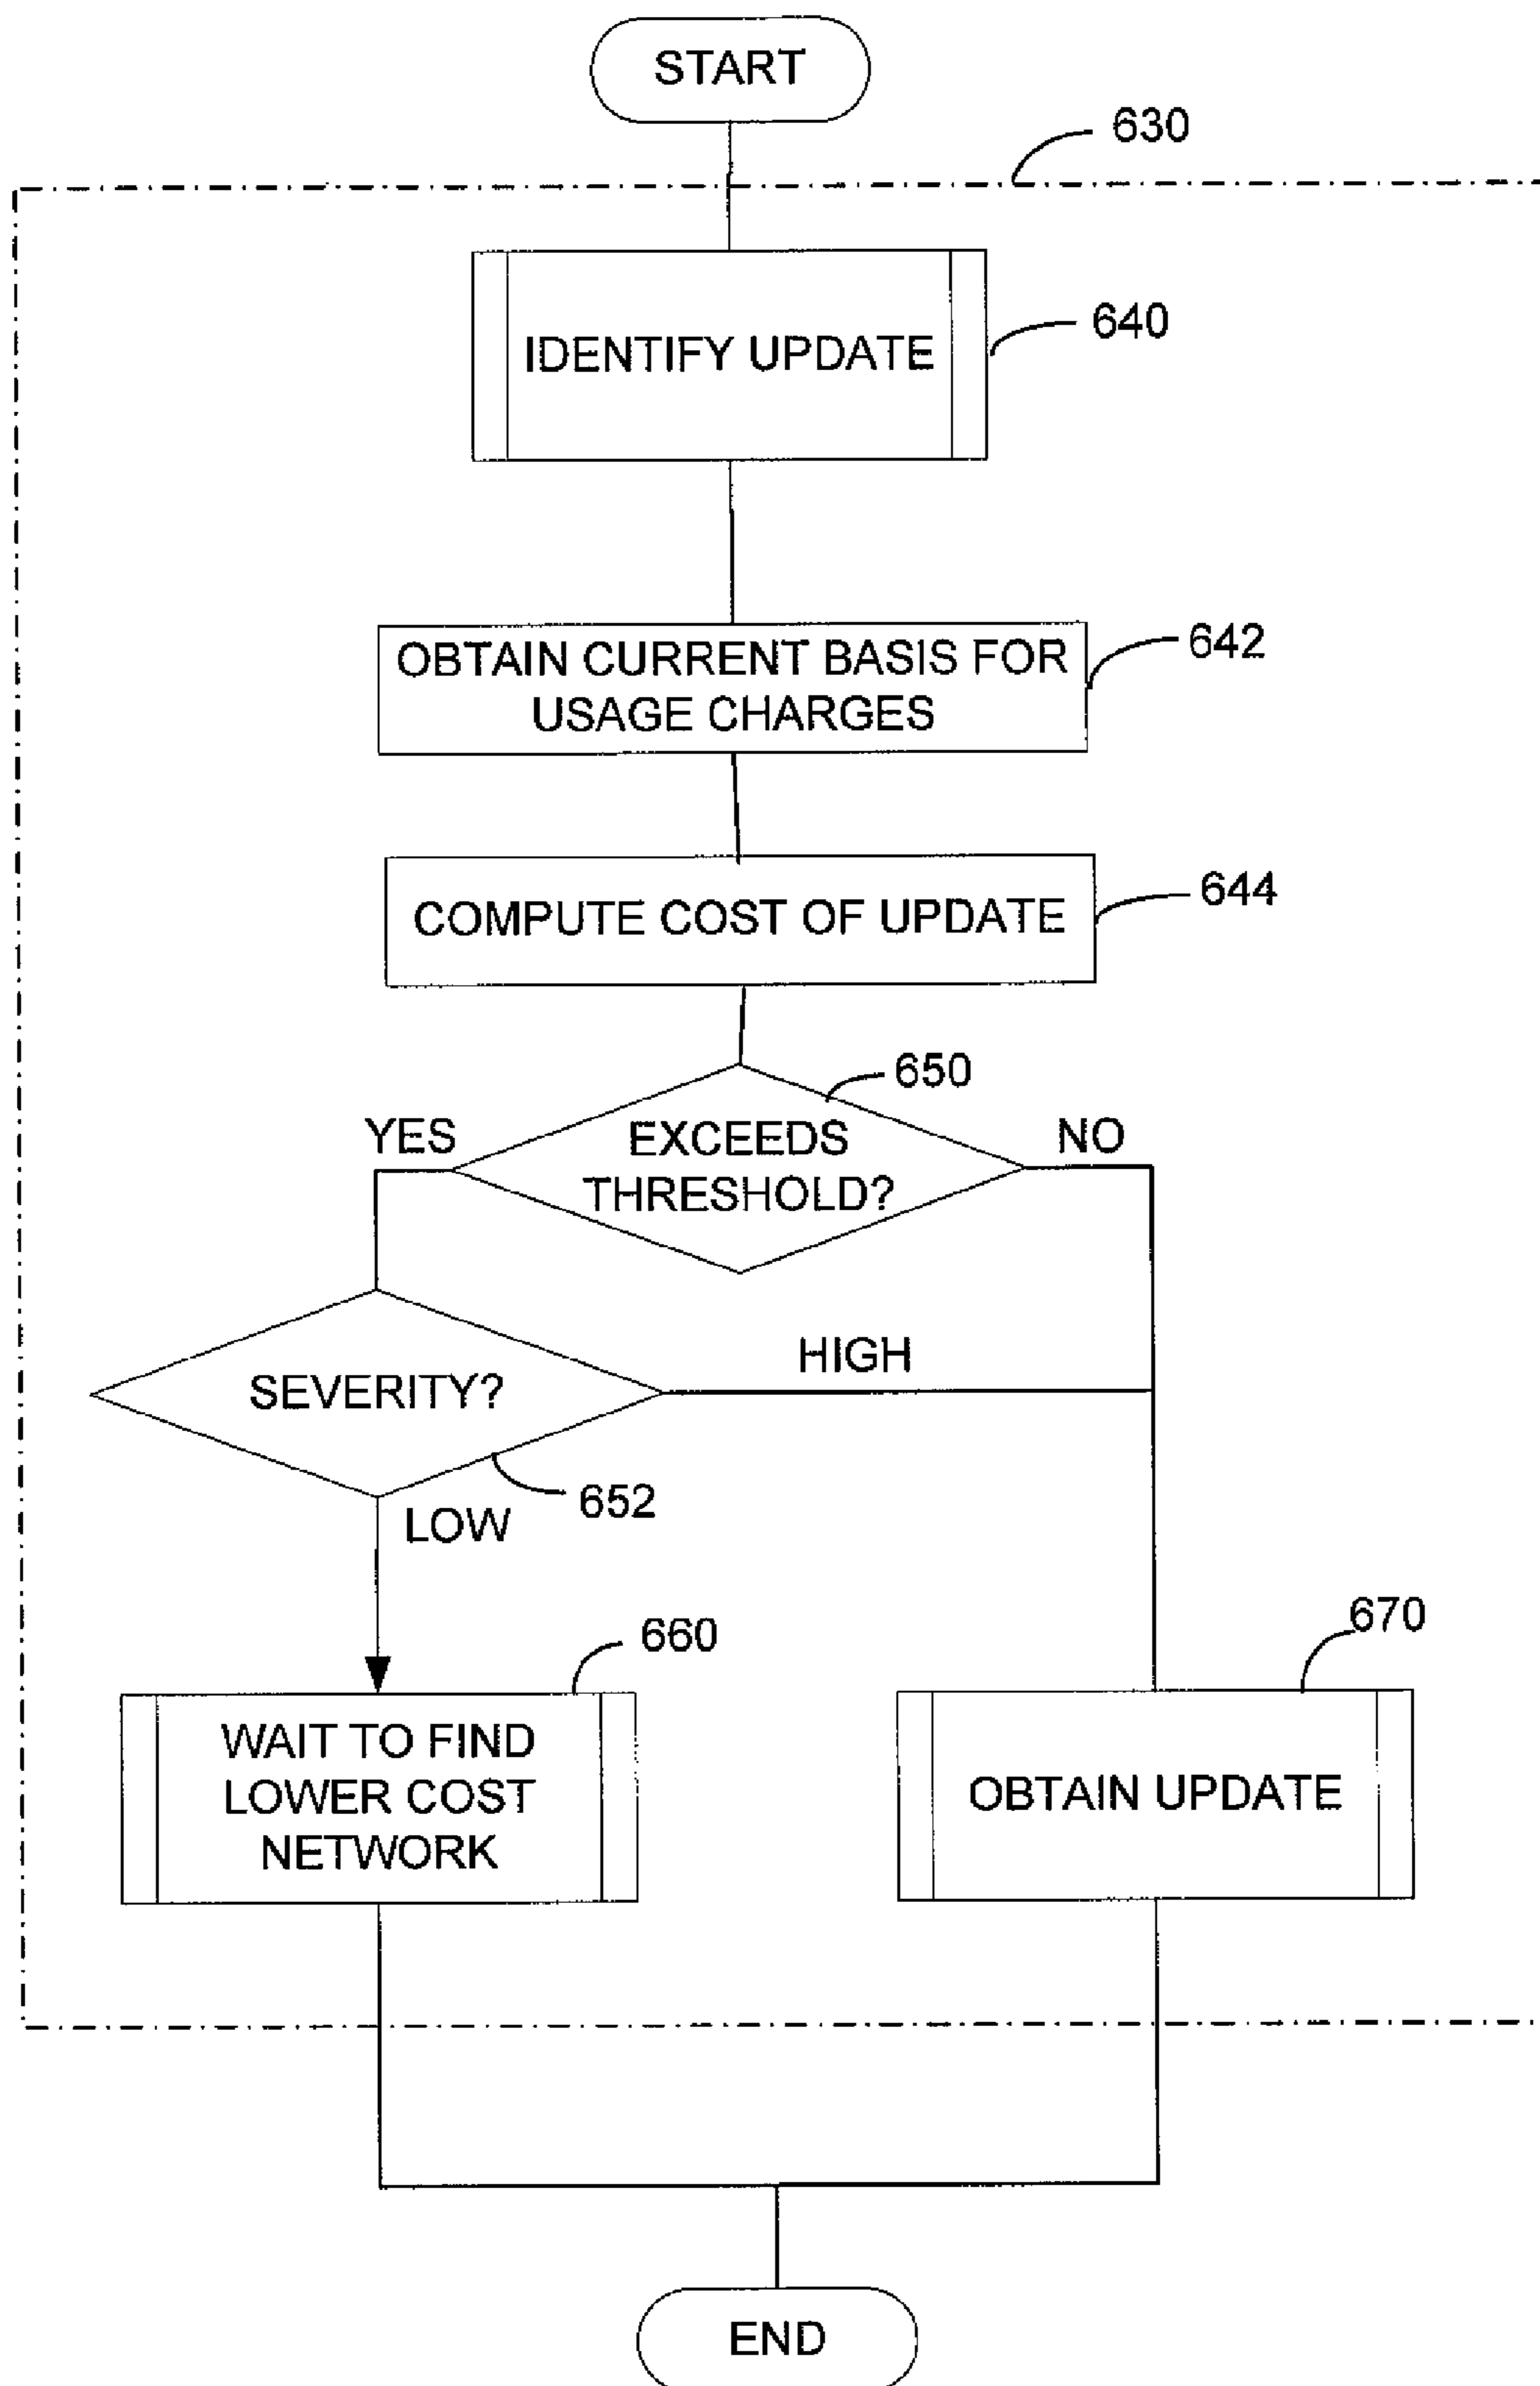 START
630
IDENTIFY UPDATE
640
OBTAIN CURRENT BASIS FOR
USAGE CHARGES
642
COMPUTE COST OF UPDATE
644
650
YES
EXCEEDS
THRESHOLD?
NO
SEVERITY?
HIGH
652
LOW
660
WAIT TO FIND
LOWER COST
NETWORK
670
OBTAIN UPDATE
END